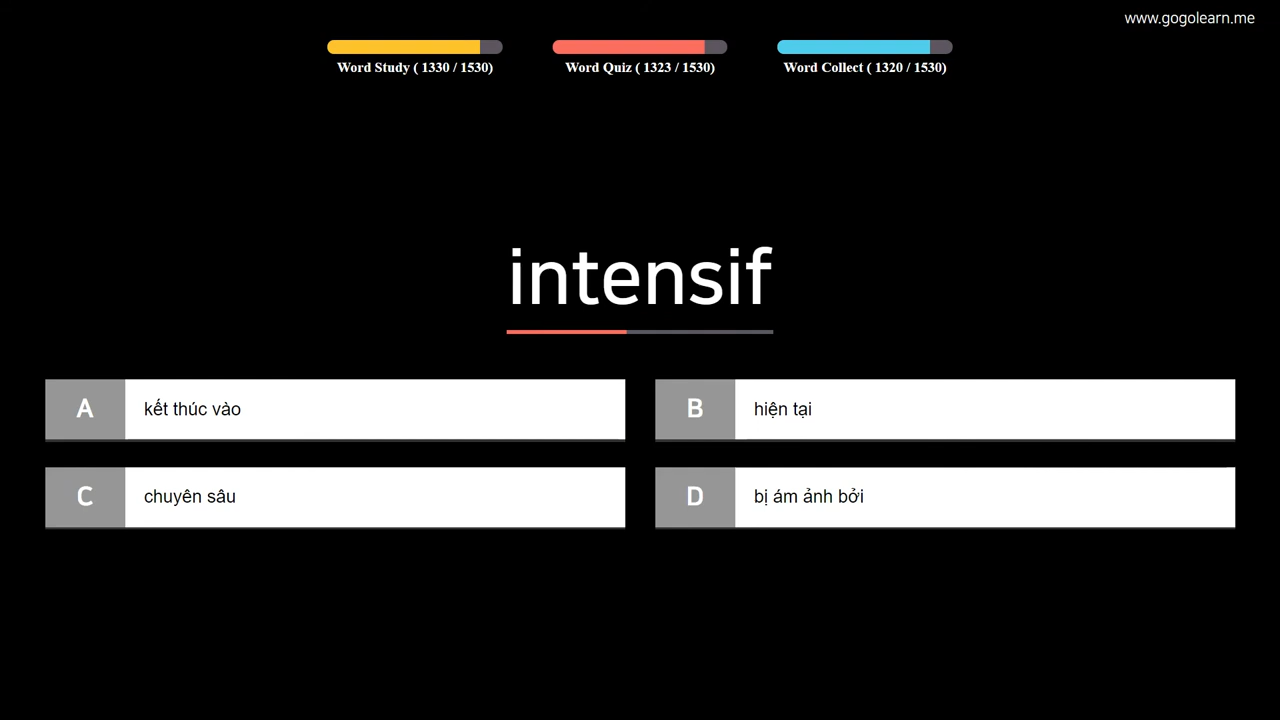 www.gogolearn.me
Word Study ( 1330 / 1530)
Word Quiz ( 1323 / 1530)
Word Collect ( 1320 / 1530)
intensif
A kết thúc vào
B hiện tại
C chuyên sâu
D bị ám ảnh bởi